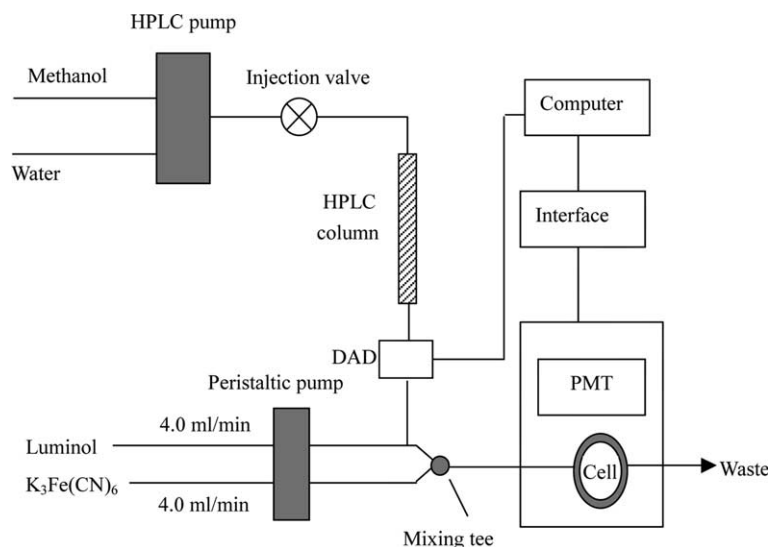 HPLC pump
Methanol
Injection valve
Computer
Water
HPLC
column
Interface
DAD
PMT
Peristaltic pump
4.0 ml/min
Luminol
Cell
Waste
K₃Fe(CN)₆
4.0 ml/min
Mixing tee